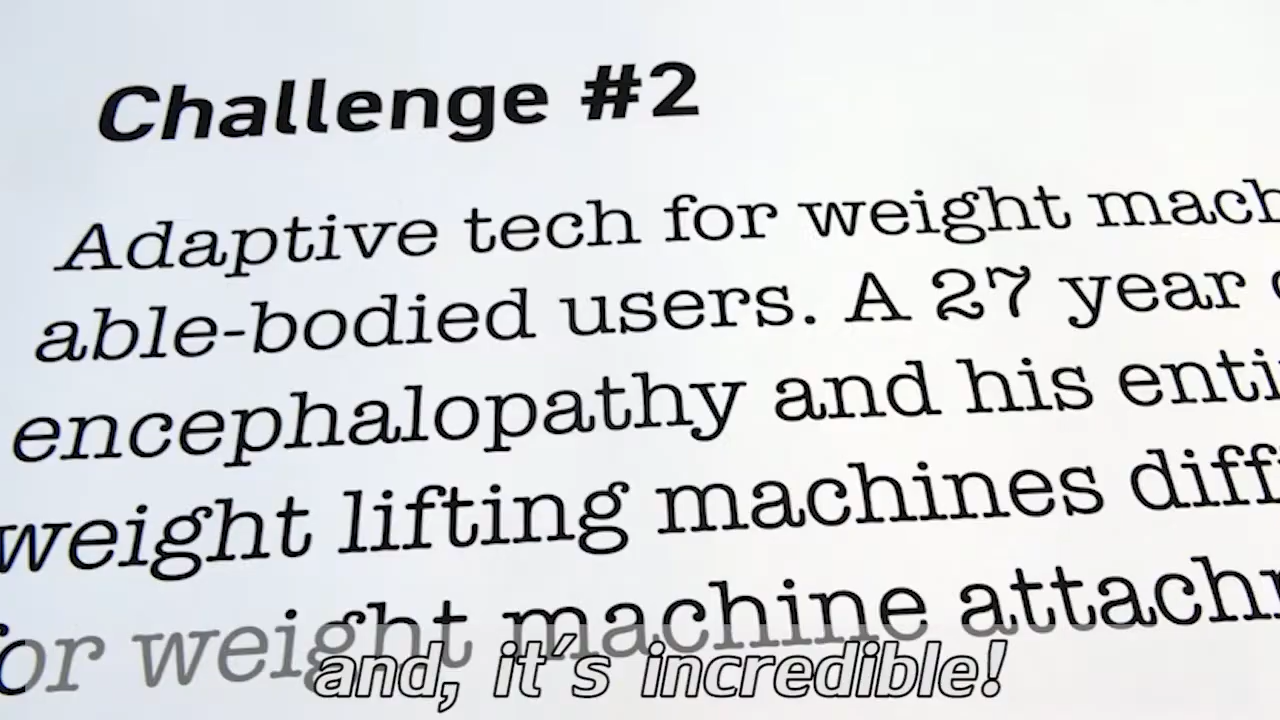 Challenge #2
Adaptive tech for weight mach
able-bodied users. A 27 year
encephalopathy and his enti
weight lifting machines diff
for weight machine attach
and, it's incredible!